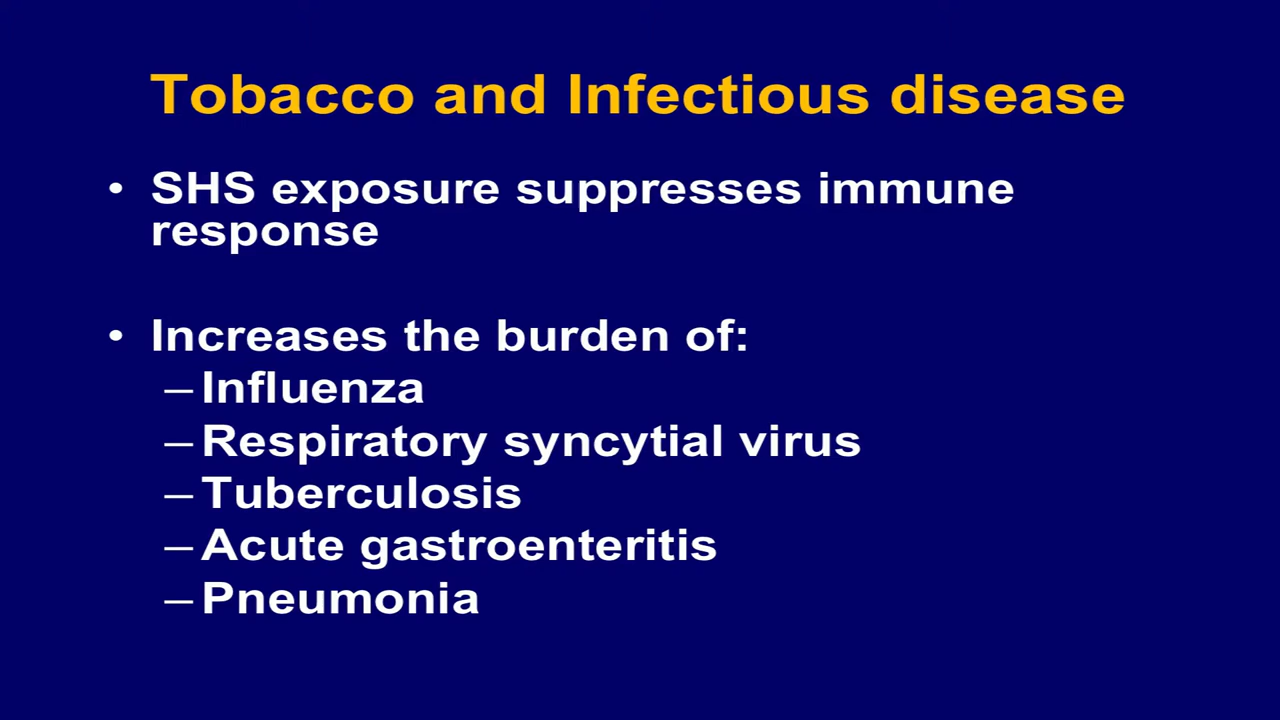 Tobacco and Infectious disease
• SHS exposure suppresses immune
response
• Increases the burden of:
– Influenza
– Respiratory syncytial virus
– Tuberculosis
– Acute gastroenteritis
– Pneumonia